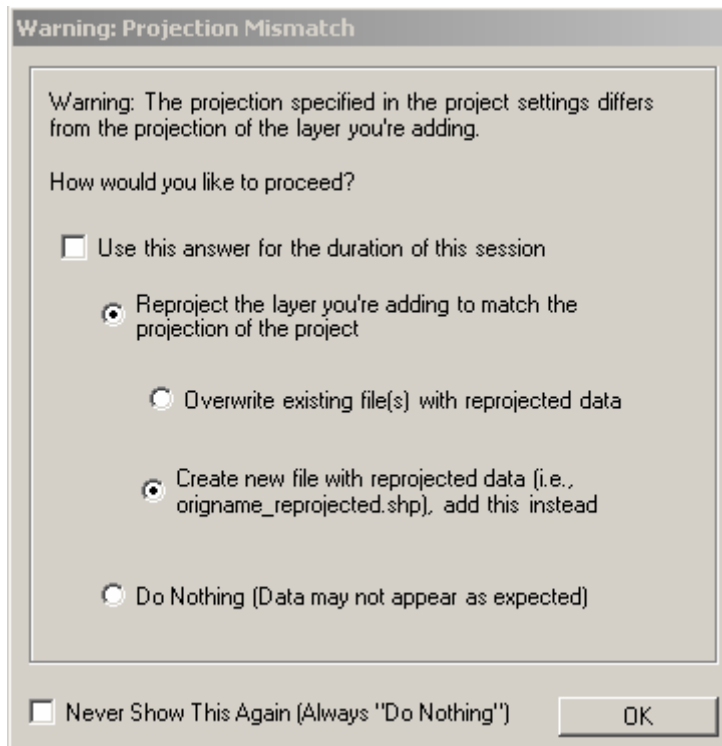 Warning: Projection Mismatch
Warning: The projection specified in the project settings differs
from the projection of the layer you're adding.
How would you like to proceed?
Use this answer for the duration of this session
Reproject the layer you're adding to match the
projection of the project
Overwrite existing file(s) with reprojected data
Create new file with reprojected data (i.e.,
origname_reprojected.shp), add this instead
Do Nothing (Data may not appear as expected)
Never Show This Again (Always "Do Nothing")
OK